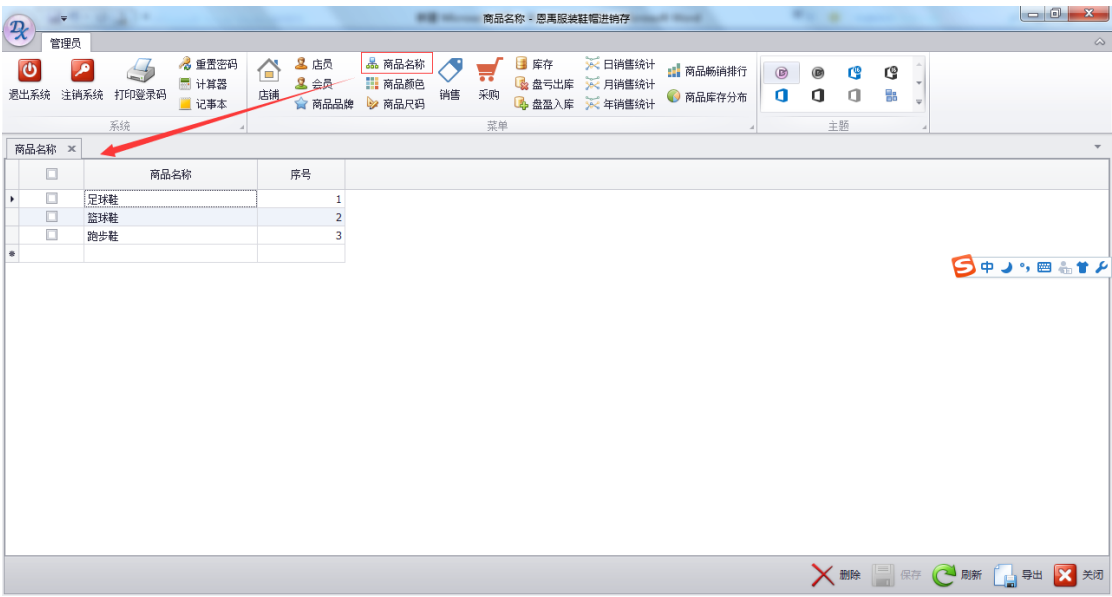 商品名称 - 恩禹服装鞋帽进销存
管理员
退出系统 注销系统 打印登录码 重置密码 计算器 记事本
系统
店铺 店员 会员 商品品牌 商品名称 商品颜色 商品尺码 销售 采购 库存 盘亏出库 盘盈入库 日销售统计 月销售统计 年销售统计 商品畅销排行 商品库存分布
菜单
主题
商品名称
商品名称 序号
足球鞋 1
篮球鞋 2
跑步鞋 3
中
删除 保存 刷新 导出 关闭